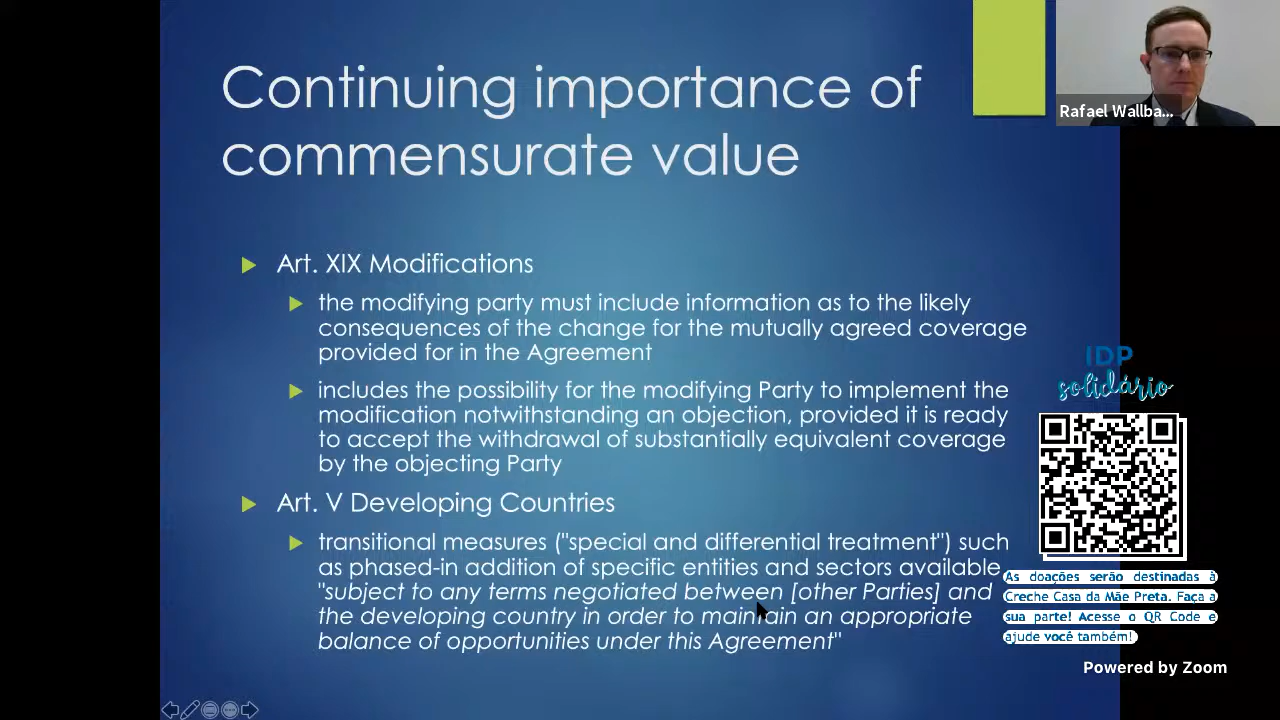 Continuing importance of
commensurate value
Rafael Wallba...
Art. XIX Modifications
the modifying party must include information as to the likely
consequences of the change for the mutually agreed coverage
provided for in the Agreement
includes the possibility for the modifying Party to implement the
modification notwithstanding an objection, provided it is ready
to accept the withdrawal of substantially equivalent coverage
by the objecting Party
Art. V Developing Countries
transitional measures ("special and differential treatment") such
as phased-in addition of specific entities and sectors available
"subject to any terms negotiated between [other Parties] and
the developing country in order to maintain an appropriate
balance of opportunities under this Agreement"
IDP
solidário
As doações serão destinadas à
Creche Casa da Mãe Preta. Faça a
sua parte! Acesse o QR Code e
ajude você também!
Powered by Zoom